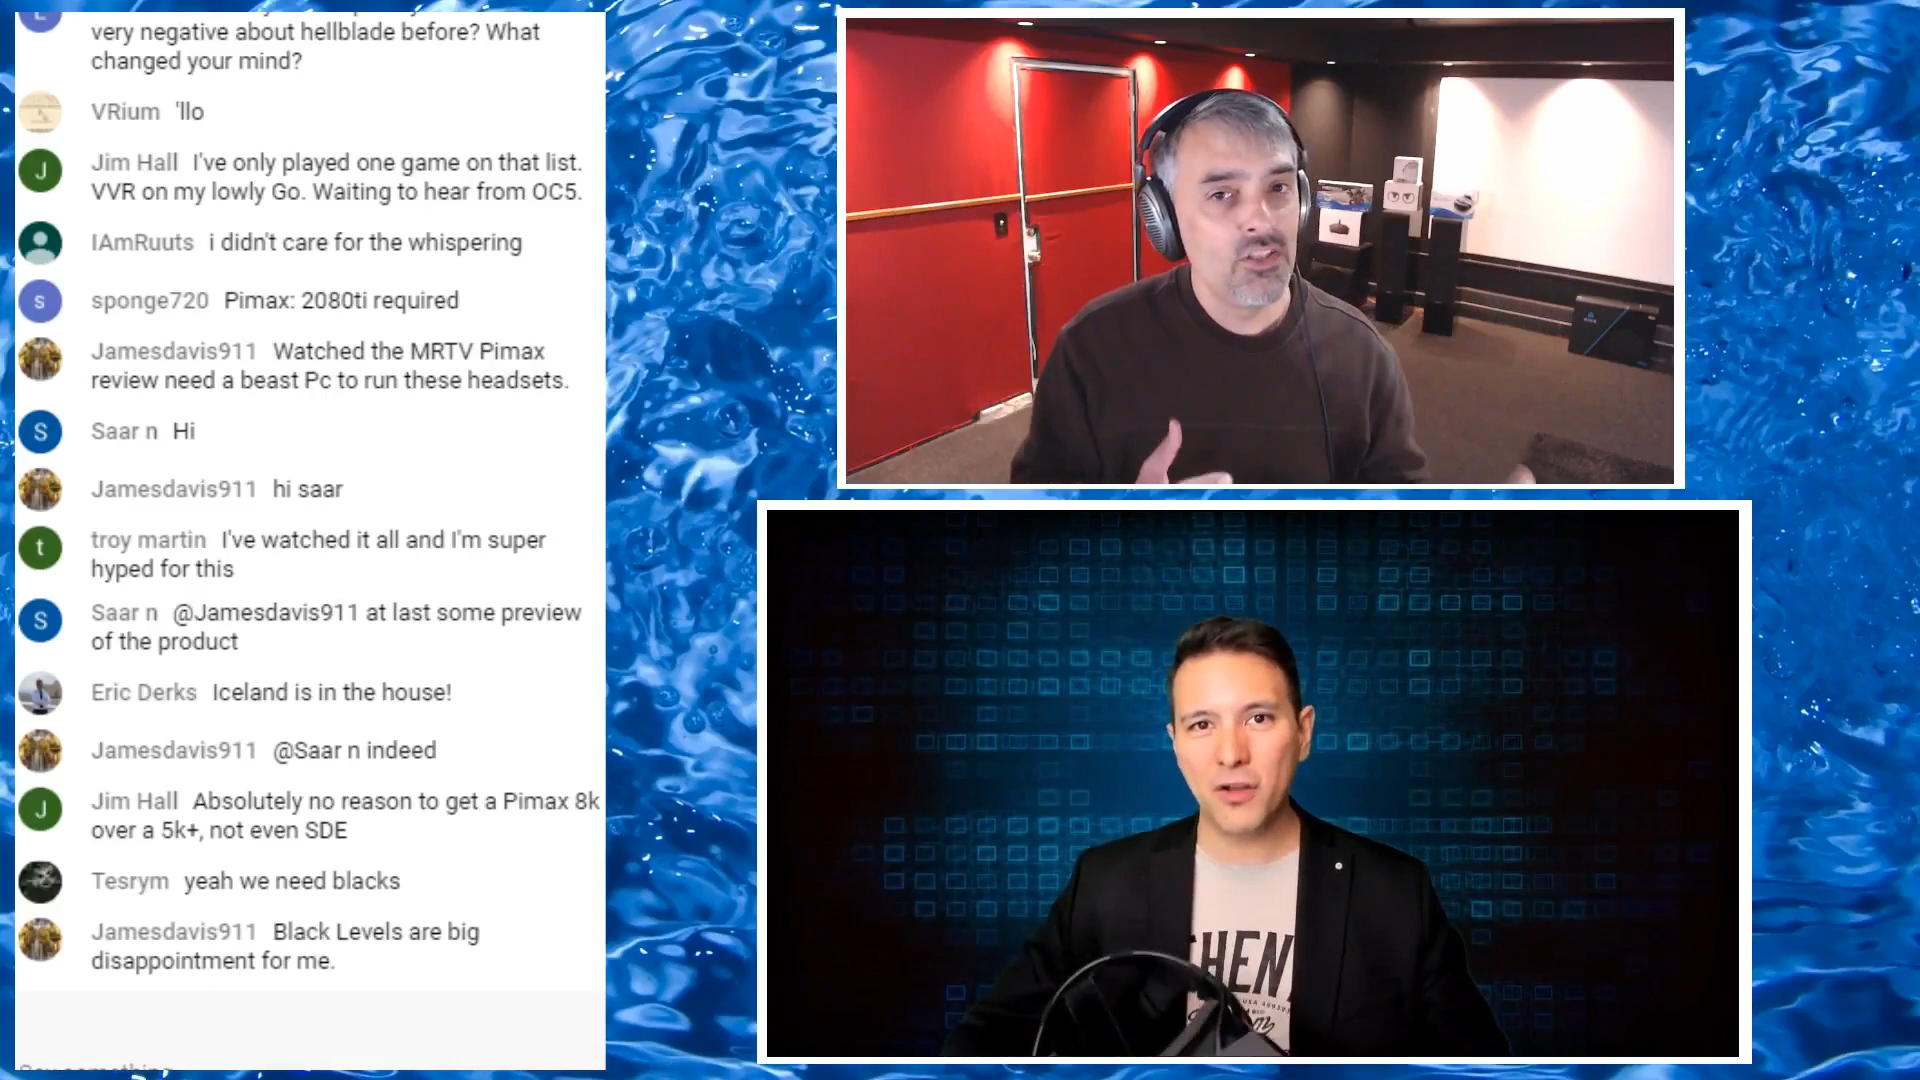 very negative about hellblade before? What
changed your mind?
VRium 'llo
J
Jim Hall I've only played one game on that list.
VVR on my lowly Go. Waiting to hear from OC5.
IAmRuuts i didn't care for the whispering
s
sponge720 Pimax: 2080ti required
Jamesdavis911 Watched the MRTV Pimax
review need a beast Pc to run these headsets.
S
Saar n Hi
Jamesdavis911 hi saar
t
troy martin I've watched it all and I'm super
hyped for this
S
Saar n @Jamesdavis911 at last some preview
of the product
Eric Derks Iceland is in the house!
Jamesdavis911 @Saar n indeed
J
Jim Hall Absolutely no reason to get a Pimax 8k
over a 5k+, not even SDE
Tesrym yeah we need blacks
Jamesdavis911 Black Levels are big
disappointment for me.
Say something
HEN